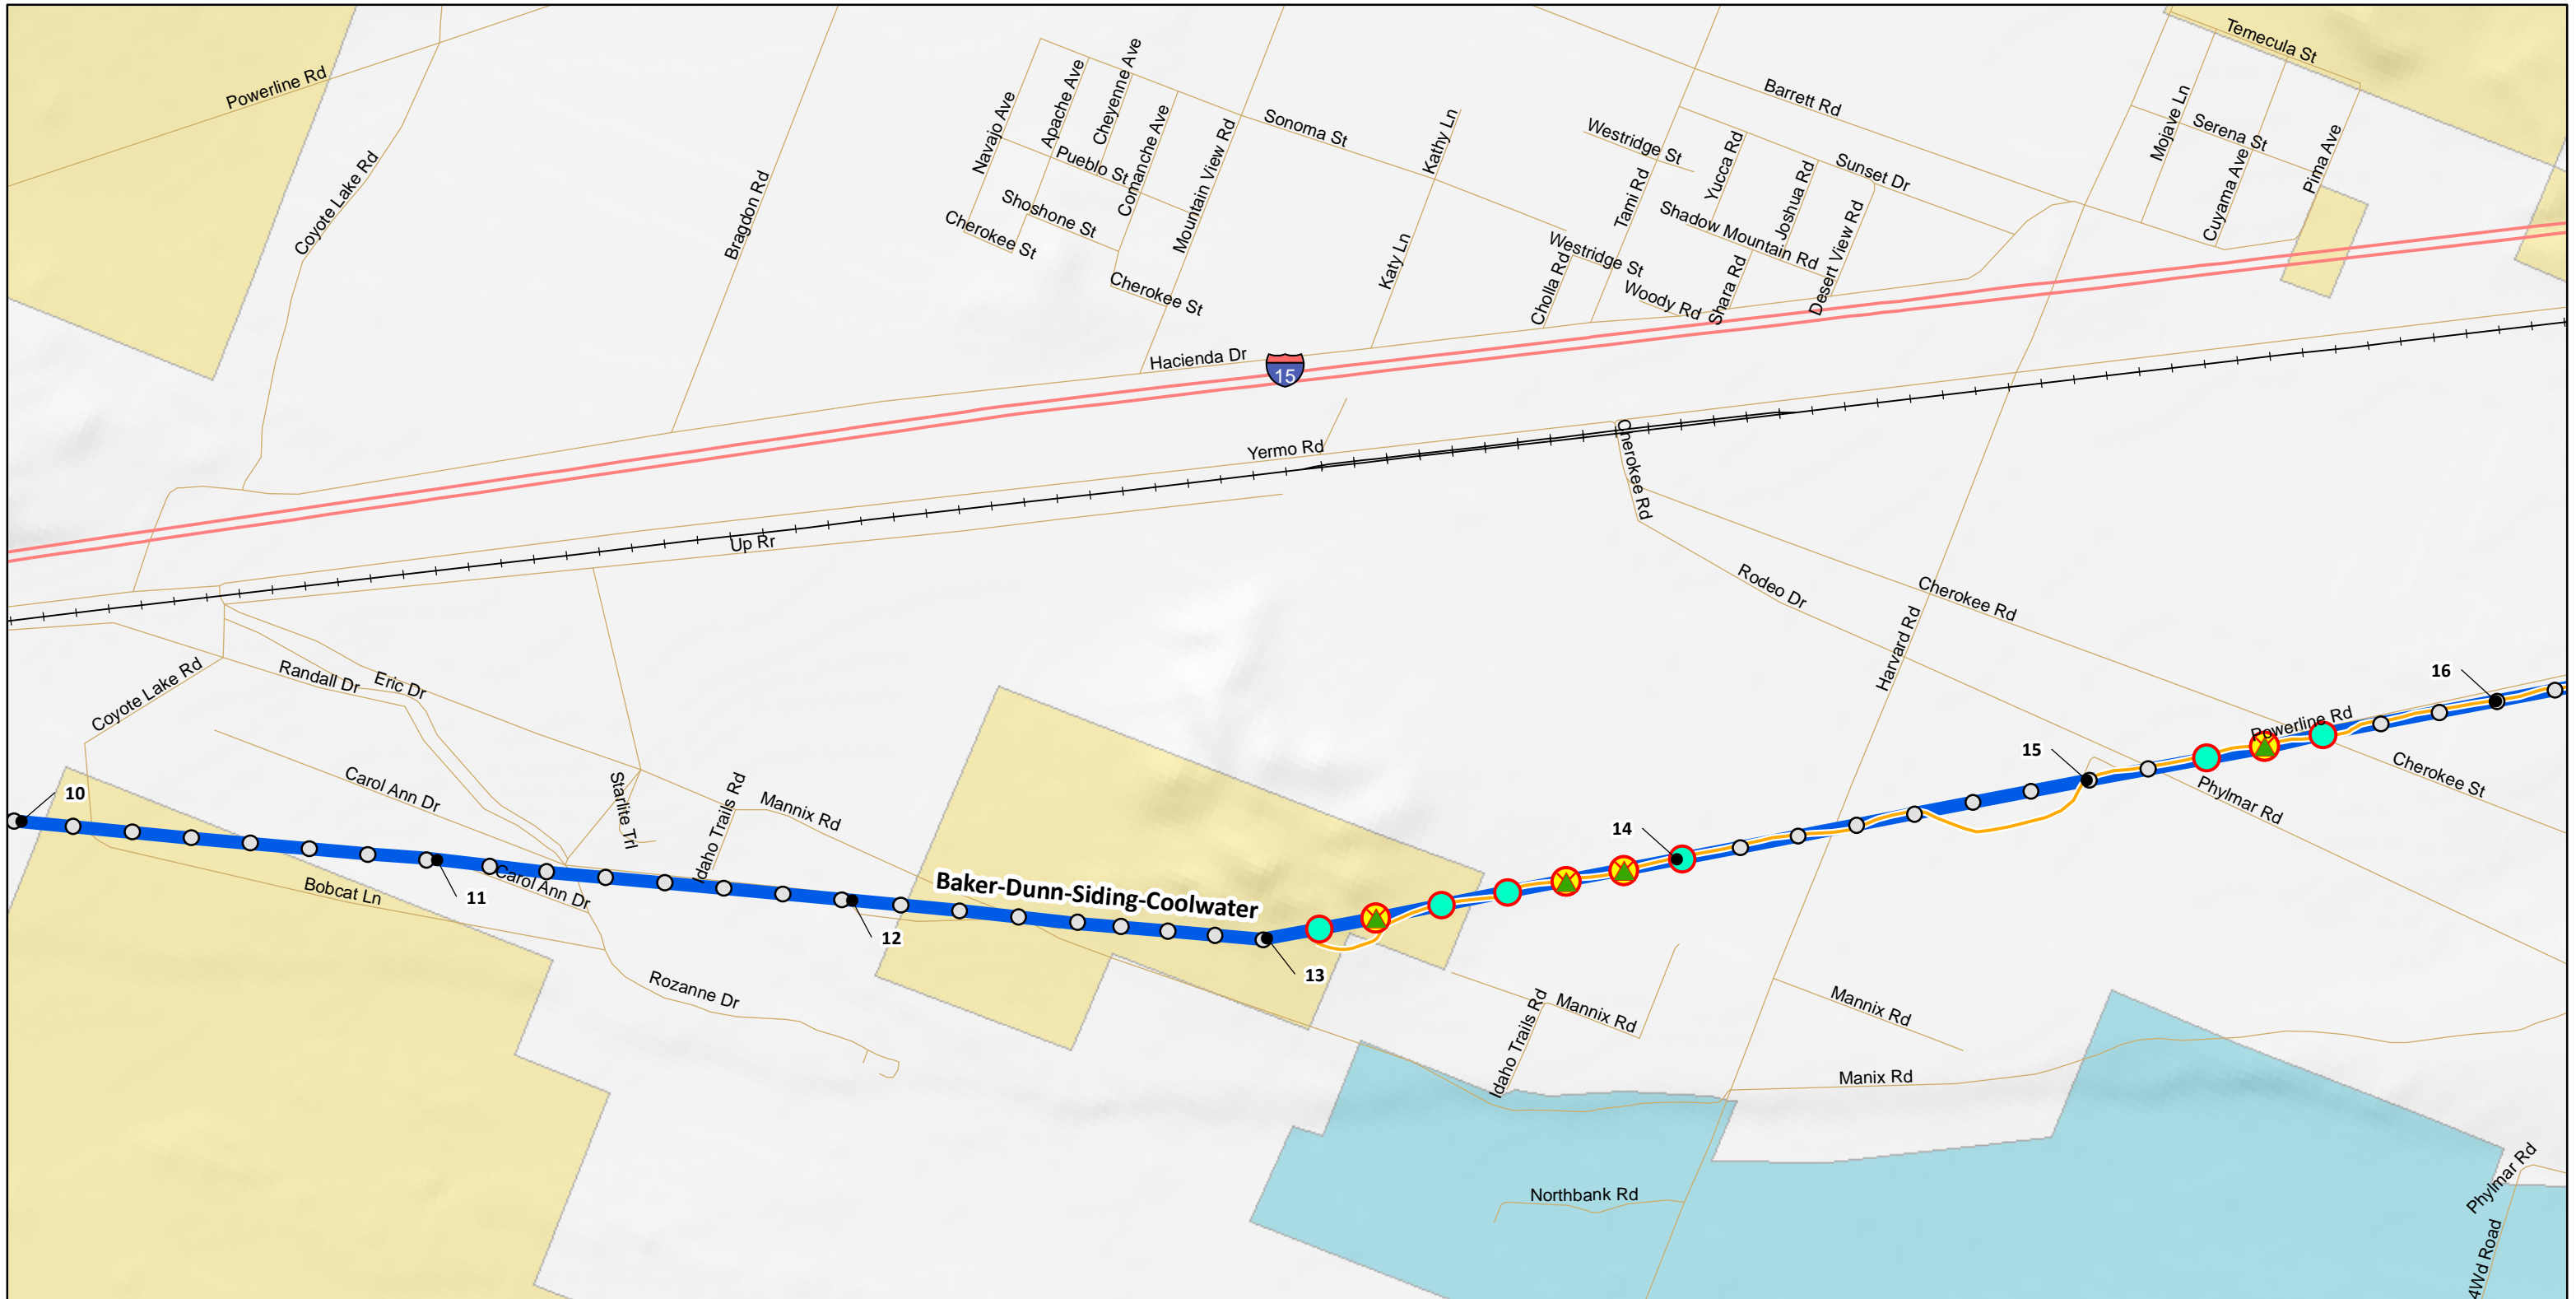 Temecula St
Powerline Rd
Coyote Lake Rd
Bragdon Rd
Navajo Ave
Apache Ave
Cheyenne Ave
Comanche Ave
Pueblo St
Shoshone St
Cherokee St
Cherokee St
Mountain View Rd
Sonoma St
Kathy Ln
Katy Ln
Westridge St
Barrett Rd
Yucca Rd
Tami Rd
Sunset Dr
Joshua Rd
Shadow Mountain Rd
Desert View Rd
Westridge St
Cholla Rd
Woody Rd
Shara Rd
Mojave Ln
Serena St
Cuyama Ave
Pima Ave
Hacienda Dr
15
Yermo Rd
Up Rr
Cherokee Rd
Rodeo Dr
Cherokee Rd
Harvard Rd
Coyote Lake Rd
Randall Dr
Eric Dr
Carol Ann Dr
Starlite Trl
Idaho Trails Rd
Mannix Rd
Carol Ann Dr
Bobcat Ln
Rozanne Dr
10
11
12
13
14
15
16
Baker-Dunn-Siding-Coolwater
Powerline Rd
Cherokee St
Phylmar Rd
Idaho Trails Rd
Mannix Rd
Mannix Rd
Manix Rd
Northbank Rd
Phylmar Rd
4Wd Road